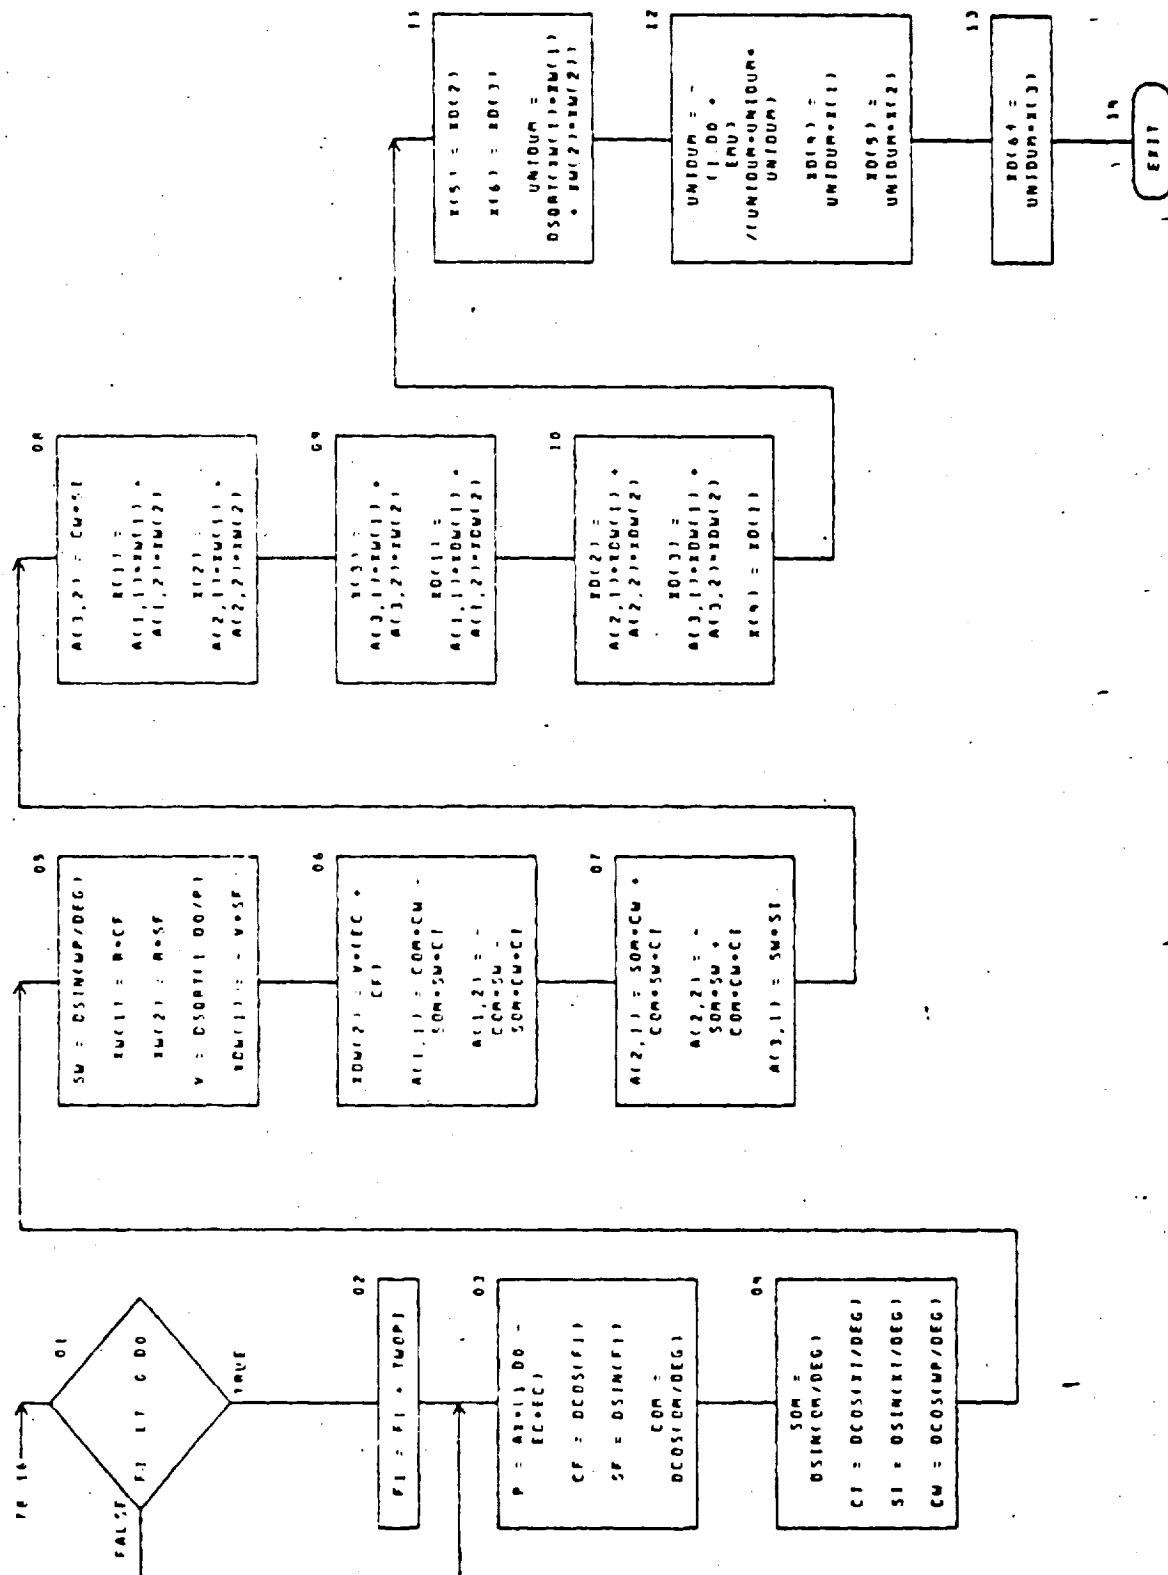 01
FALSE
TRUE
02
F1 = F1 + TWOPI
03
P = AX*(1.D0 -
EC*EC)
CF = DCOS(F1)
SF = DSIN(F1)
COM =
DCOS(OM/DEG)
04
SOM =
DSIN(OM/DEG)
CI = DCOS(XI/DEG)
SI = DSIN(XI/DEG)
CW = DCOS(WP/DEG)
05
SW = DSIN(WP/DEG)
XW(1) = R*CF
XW(2) = R*SF
V = DSQRT(1.D0/P)
XDW(1) = - V*SF
06
XDW(2) = V*(EC +
CF)
A(1,1) = COM*CW -
SOM*SW*CI
A(1,2) = -
COM*SW -
SOM*CW*CI
07
A(2,1) = SOM*CW +
COM*SW*CI
A(2,2) = -
SOM*SW +
COM*CW*CI
A(3,1) = SW*SI
08
A(3,2) = CW*SI
X(1) =
A(1,1)*XW(1) +
A(1,2)*XW(2)
X(2) =
A(2,1)*XW(1) +
A(2,2)*XW(2)
09
X(3) =
A(3,1)*XW(1) +
A(3,2)*XW(2)
XD(1) =
A(1,1)*XDW(1) +
A(1,2)*XDW(2)
10
XD(2) =
A(2,1)*XDW(1) +
A(2,2)*XDW(2)
XD(3) =
A(3,1)*XDW(1) +
A(3,2)*XDW(2)
X(4) = XD(1)
11
X(5) = XD(2)
X(6) = XD(3)
UNIDUM =
DSQRT(XW(1)*XW(1)
+ XW(2)*XW(2))
12
UNIDUM = -
(1.D0 +
EMU)
/(UNIDUM*UNIDUM*
UNIDUM)
XD(4) =
UNIDUM*X(1)
XD(5) =
UNIDUM*X(2)
13
XD(6) =
UNIDUM*X(3)
14
EXIT